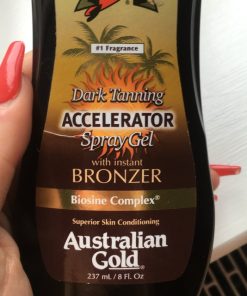 #1 Fragrance
Dark Tanning
ACCELERATOR
Spray Gel
with instant
BRONZER
Biosine Complex®
Superior Skin Conditioning
Australian
Gold®
237 mL / 8 Fl. Oz